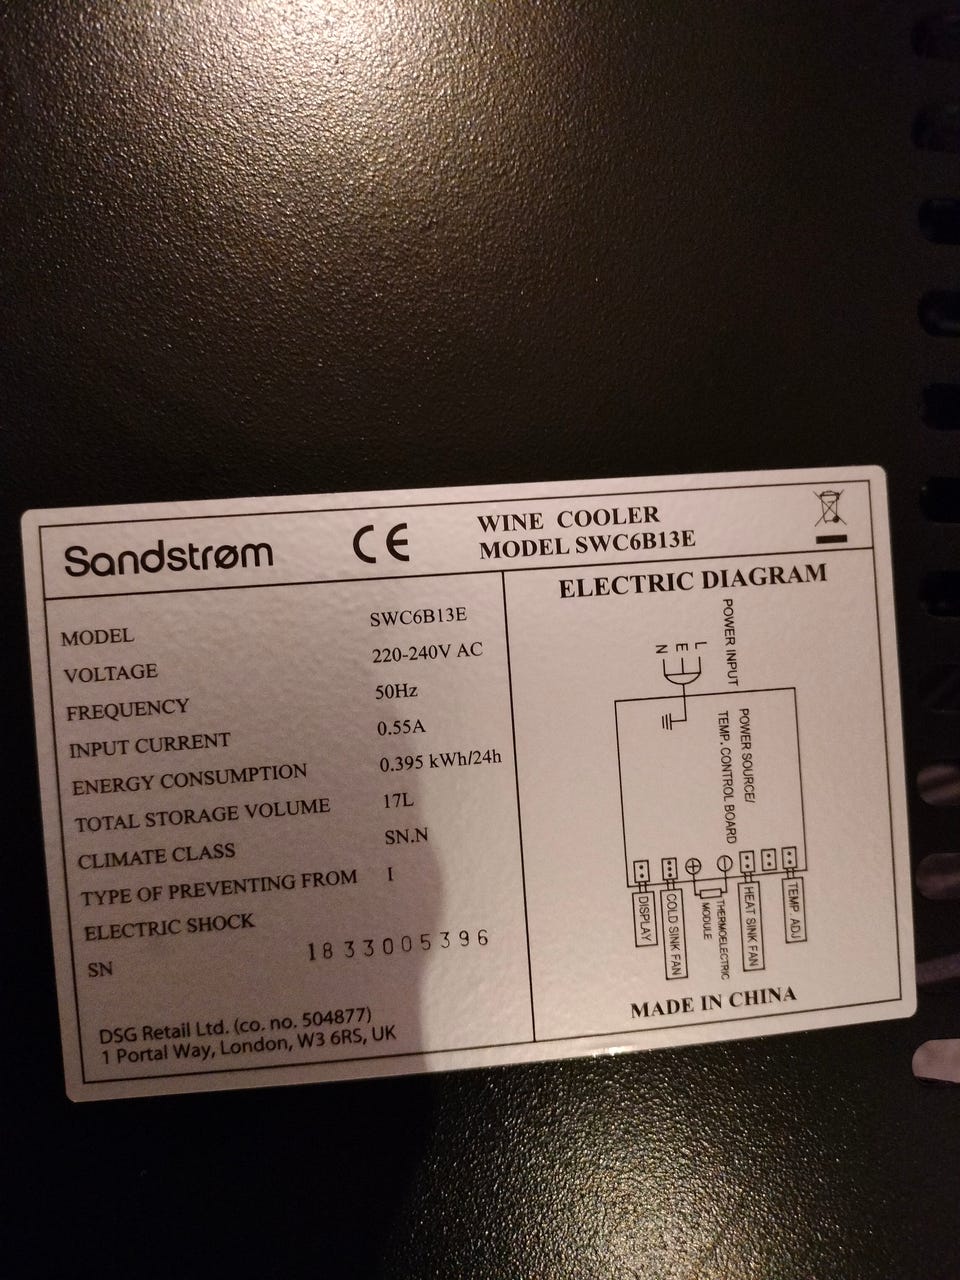 Sandstrøm
CE
WINE COOLER
MODEL SWC6B13E
MODEL SWC6B13E
VOLTAGE 220-240V AC
FREQUENCY 50Hz
INPUT CURRENT 0.55A
ENERGY CONSUMPTION 0.395 kWh/24h
TOTAL STORAGE VOLUME 17L
CLIMATE CLASS SN.N
TYPE OF PREVENTING FROM I
ELECTRIC SHOCK
SN 1833005396
DSG Retail Ltd. (co. no. 504877)
1 Portal Way, London, W3 6RS, UK
ELECTRIC DIAGRAM
POWER INPUT
L
E
N
POWER SOURCE/
TEMP. CONTROL BOARD
TEMP. ADJ
HEAT SINK FAN
THERMOELECTRIC
MODULE
COLD SINK FAN
DISPLAY
MADE IN CHINA